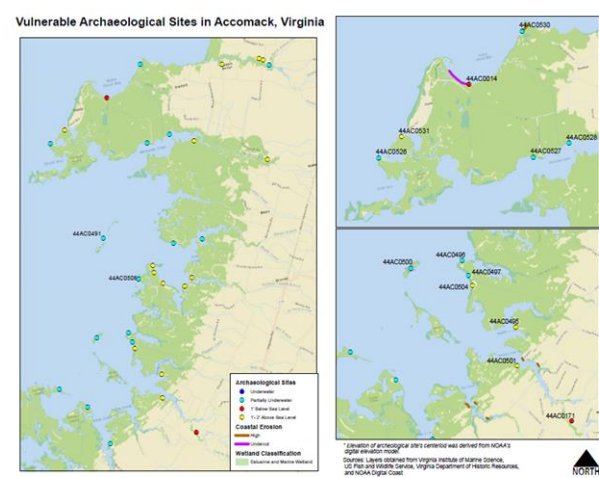 Vulnerable Archaeological Sites in Accomack, Virginia
44AC0491
44AC0506
Archaeological Sites
Underwater
Partially Underwater
1' Below Sea Level
1'- 2' Above Sea Level
Coastal Erosion
High
Undercut
Wetland Classification
Estuarine and Marine Wetland
44AC0530
44AC0014
44AC0531
44AC0526
44AC0527
44AC0528
44AC0500
44AC0496
44AC0497
44AC0504
44AC0495
44AC0501
44AC0171
* Elevation of archaeological site's centeroid was derived from NOAA's
digital elevation model.
Sources: Layers obtained from Virginia Institute of Marine Science,
US Fish and Wildlife Service, Virginia Department of Historic Resources,
and NOAA Digital Coast
NORTH